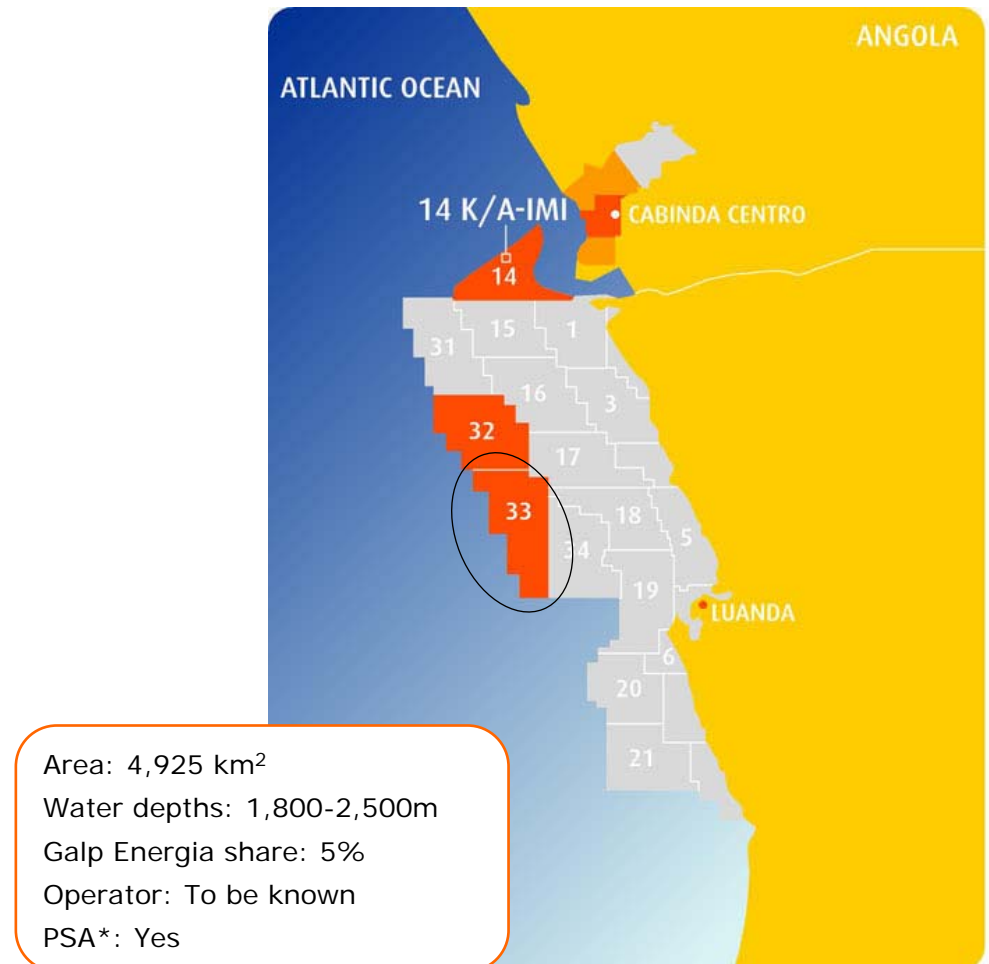 ANGOLA
ATLANTIC OCEAN
14 K/A-IMI
CABINDA CENTRO
14
15
1
31
16
3
32
17
33
18
5
34
19
LUANDA
6
20
21
Area: 4,925 km²
Water depths: 1,800-2,500m
Galp Energia share: 5%
Operator: To be known
PSA*: Yes